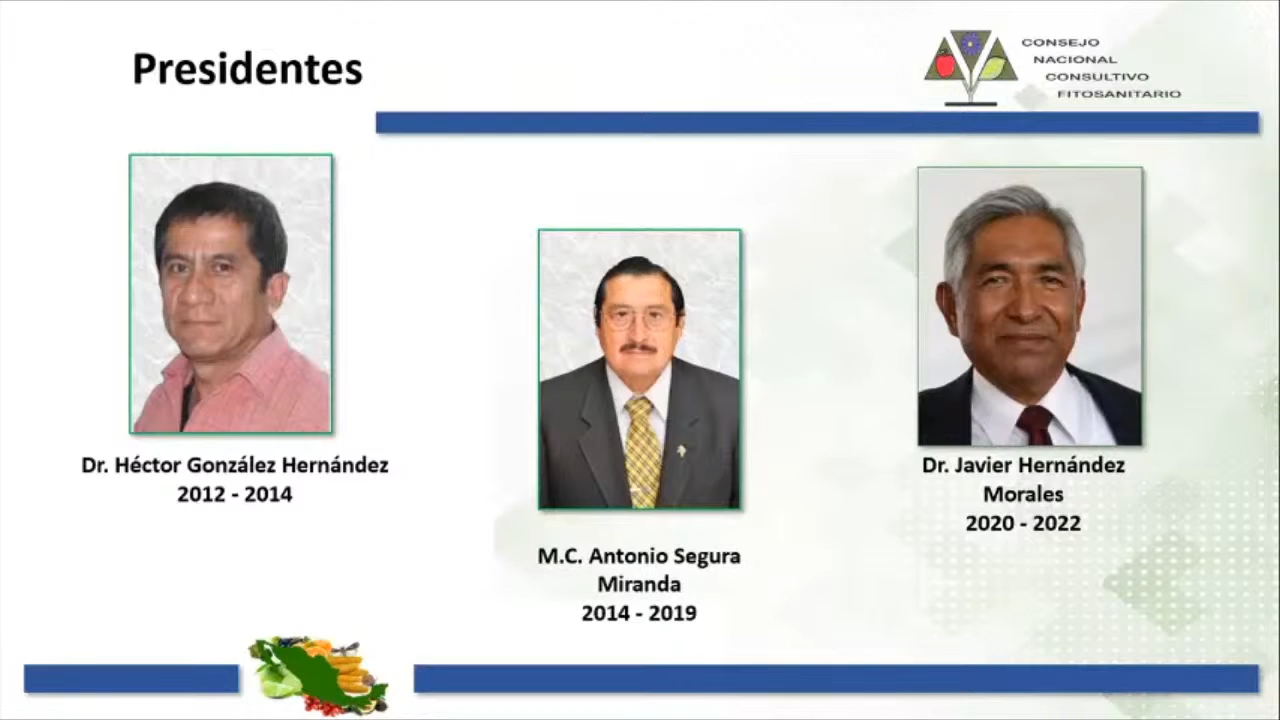 Presidentes
CONSEJO
NACIONAL
CONSULTIVO
FITOSANITARIO
Dr. Héctor González Hernández
2012 - 2014
M.C. Antonio Segura
Miranda
2014 - 2019
Dr. Javier Hernández
Morales
2020 - 2022